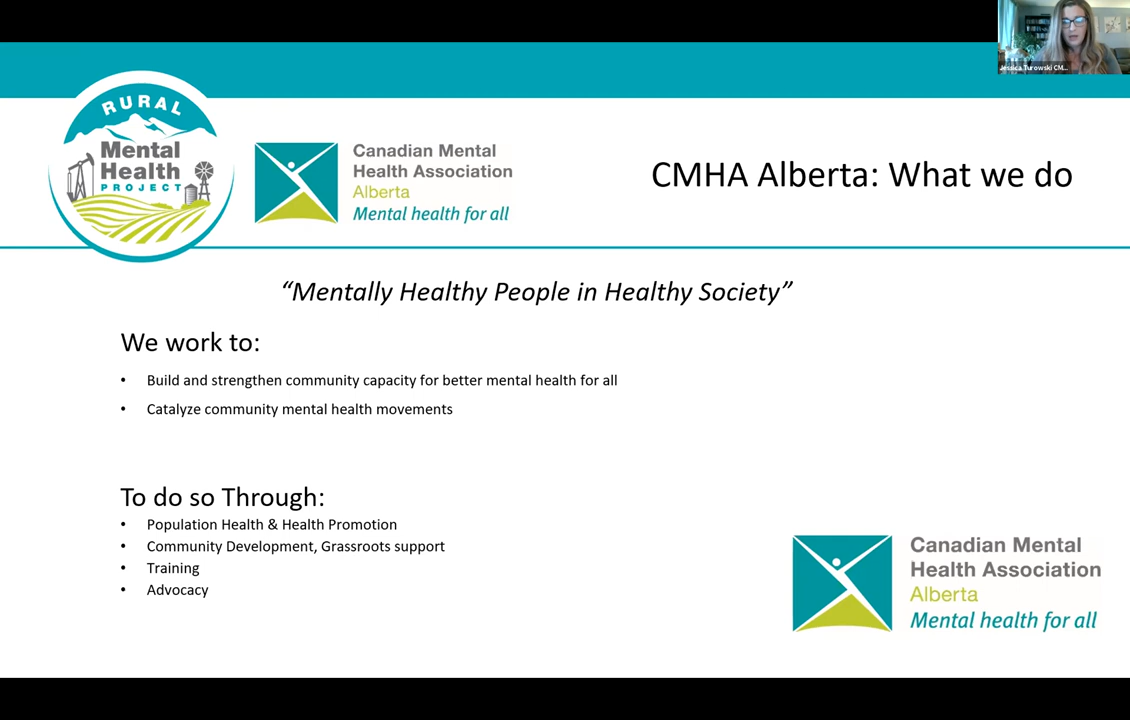 Jessica Turowski CM...
RURAL
Mental
Health
PROJECT
Canadian Mental
Health Association
Alberta
Mental health for all
CMHA Alberta: What we do
“Mentally Healthy People in Healthy Society”
We work to:
• Build and strengthen community capacity for better mental health for all
• Catalyze community mental health movements
To do so Through:
• Population Health & Health Promotion
• Community Development, Grassroots support
• Training
• Advocacy
Canadian Mental
Health Association
Alberta
Mental health for all